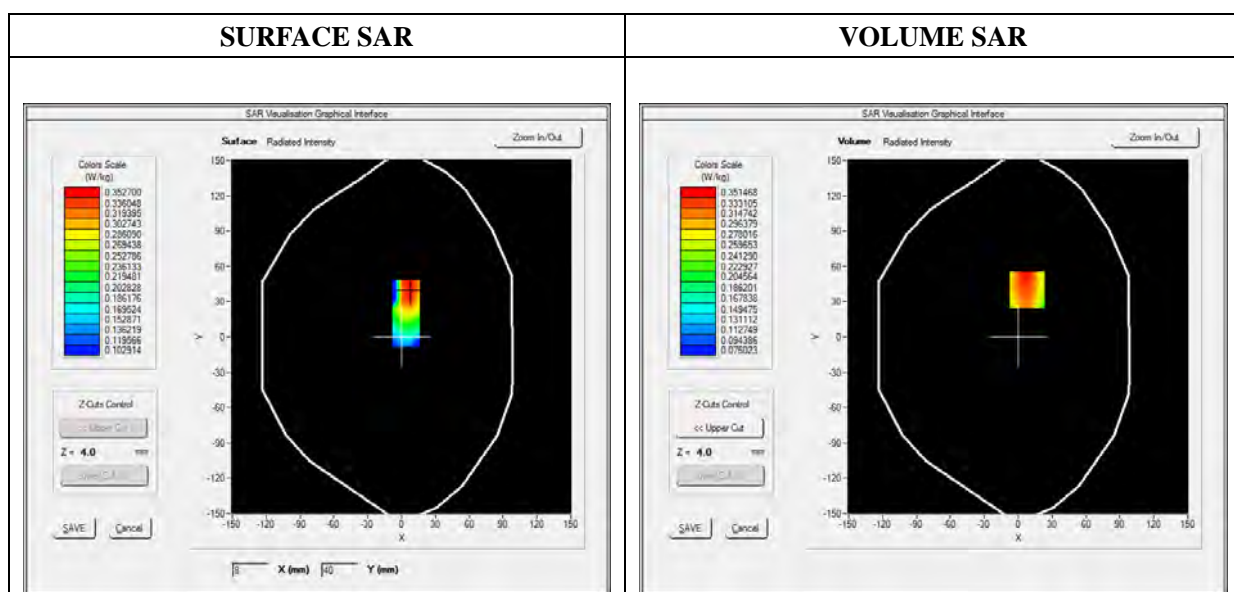 SURFACE SAR
VOLUME SAR
SAR Visualisation Graphical Interface
Surface Radiated Intensity
Zoom In/Out
Colors Scale
(W/kg)
0.352700
0.336048
0.319395
0.302743
0.286090
0.269438
0.252786
0.236133
0.219481
0.202828
0.186176
0.169524
0.152871
0.136219
0.119566
0.102914
Z-Cuts Control
<< Upper Cut
Z = 4.0 mm
SAVE
Cancel
150
120
90
60
30
0
-30
-60
-90
-120
-150
Y
-150 -120 -90 -60 -30 0 30 60 90 120 150
X
8 X (mm) 40 Y (mm)
SAR Visualisation Graphical Interface
Volume Radiated Intensity
Zoom In/Out
Colors Scale
(W/kg)
0.351468
0.333105
0.314742
0.296379
0.278016
0.259653
0.241290
0.222927
0.204564
0.186201
0.167838
0.149475
0.131112
0.112749
0.094386
0.076023
Z-Cuts Control
<< Upper Cut
Z = 4.0 mm
SAVE
Cancel
150
120
90
60
30
0
-30
-60
-90
-120
-150
Y
-150 -120 -90 -60 -30 0 30 60 90 120 150
X